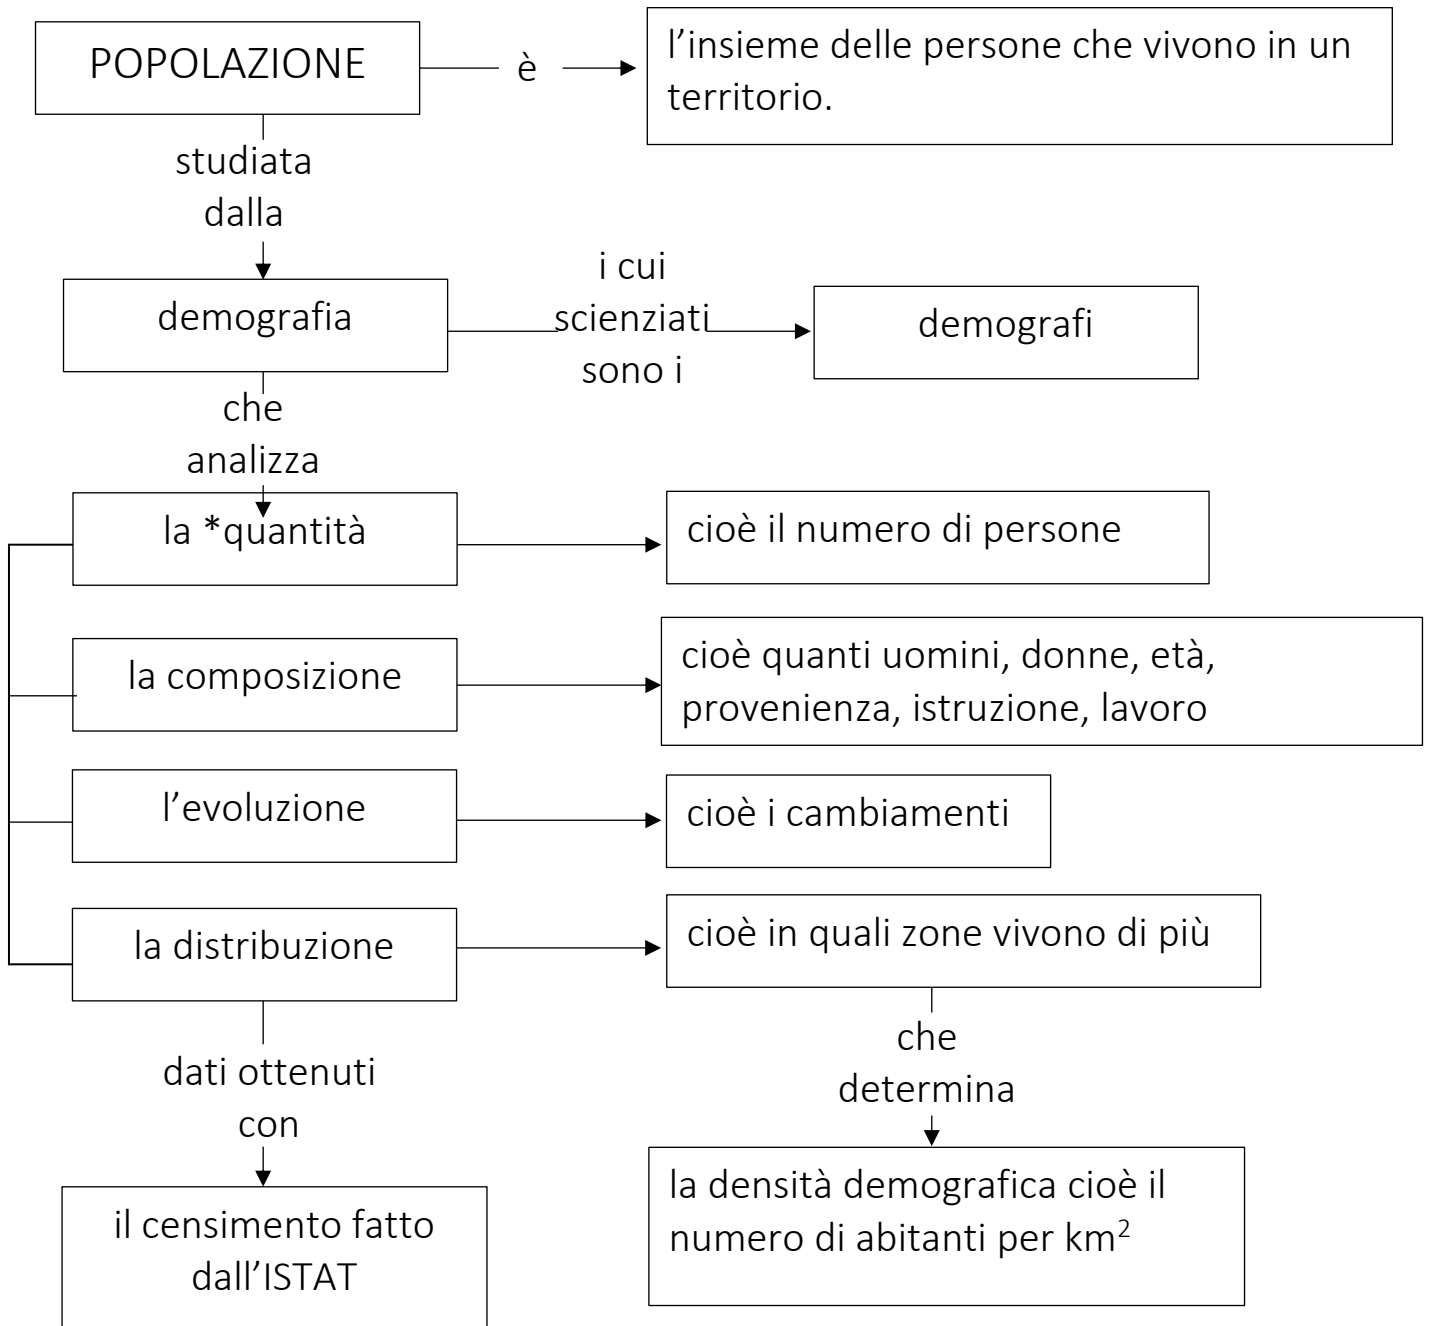 POPOLAZIONE
è
l’insieme delle persone che vivono in un
territorio.
studiata
dalla
demografia
i cui
scienziati
sono i
demografi
che
analizza
la *quantità
cioè il numero di persone
la composizione
cioè quanti uomini, donne, età,
provenienza, istruzione, lavoro
l’evoluzione
cioè i cambiamenti
la distribuzione
cioè in quali zone vivono di più
dati ottenuti
con
il censimento fatto
dall’ISTAT
che
determina
la densità demografica cioè il
numero di abitanti per km²